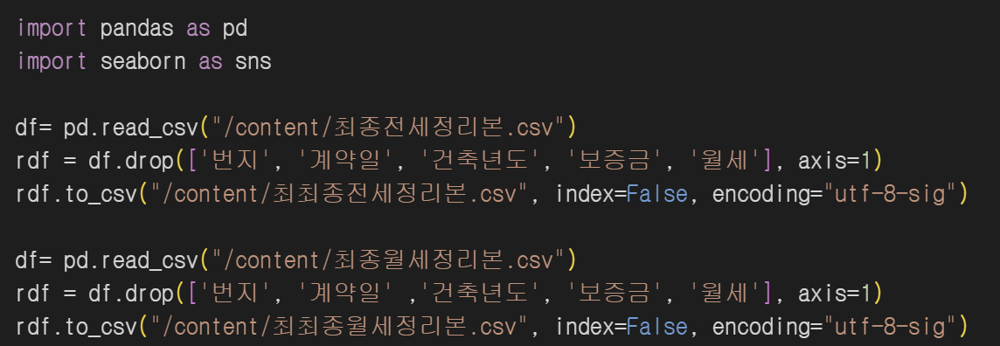 import pandas as pd
import seaborn as sns
df= pd.read_csv("/content/최종전세정리본.csv")
rdf = df.drop(['번지', '계약일', '건축년도', '보증금', '월세'], axis=1)
rdf.to_csv("/content/최최종전세정리본.csv", index=False, encoding="utf-8-sig")
df= pd.read_csv("/content/최종월세정리본.csv")
rdf = df.drop(['번지', '계약일' ,'건축년도', '보증금', '월세'], axis=1)
rdf.to_csv("/content/최최종월세정리본.csv", index=False, encoding="utf-8-sig")